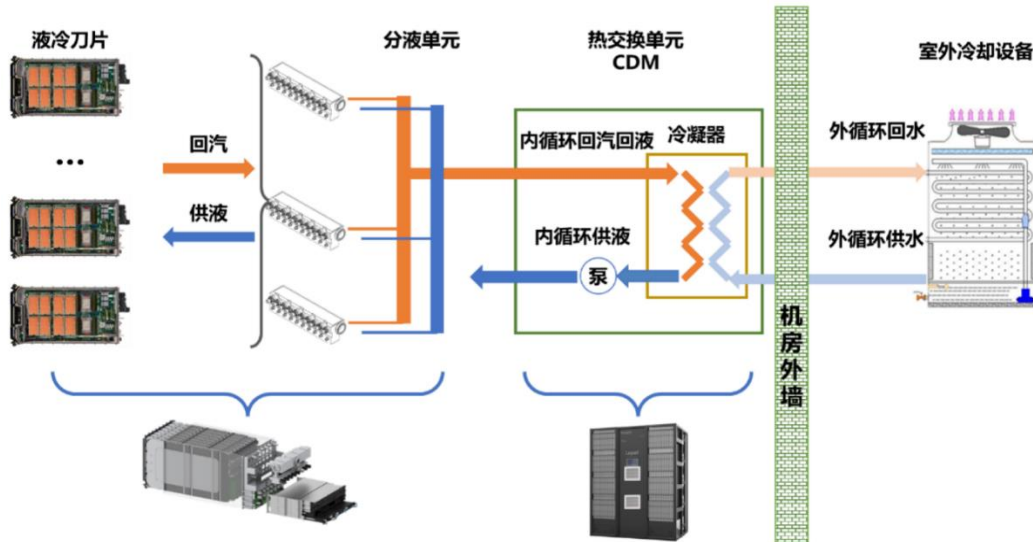 液冷刀片
分液单元
热交换单元
CDM
室外冷却设备
回汽
供液
...
内循环回汽回液
冷凝器
内循环供液
泵
外循环回水
外循环供水
机房外墙